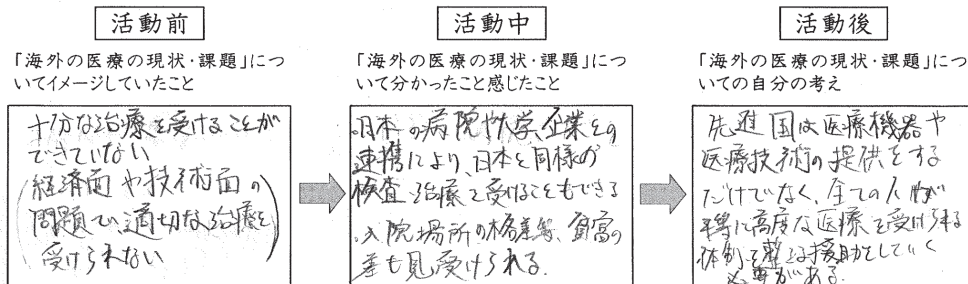 活動前
「海外の医療の現状・課題」につ
いてイメージしていたこと
十分な治療を受けることが
できていない
(経済面や技術面の
問題で、適切な治療を
受けられない)
活動中
「海外の医療の現状・課題」につ
いて分かったこと感じたこと
・日本の病院や大学、企業との
連携により、日本と同様の
検査、治療を受けることもできる
・入院場所の格差等、貧富の
差も見受けられる。
活動後
「海外の医療の現状・課題」につ
いての自分の考え
先進国は医療機器や
医療技術の提供をする
だけでなく、全ての人が
平等に高度な医療を受けられる
体制を整える援助をしていく
必要がある。